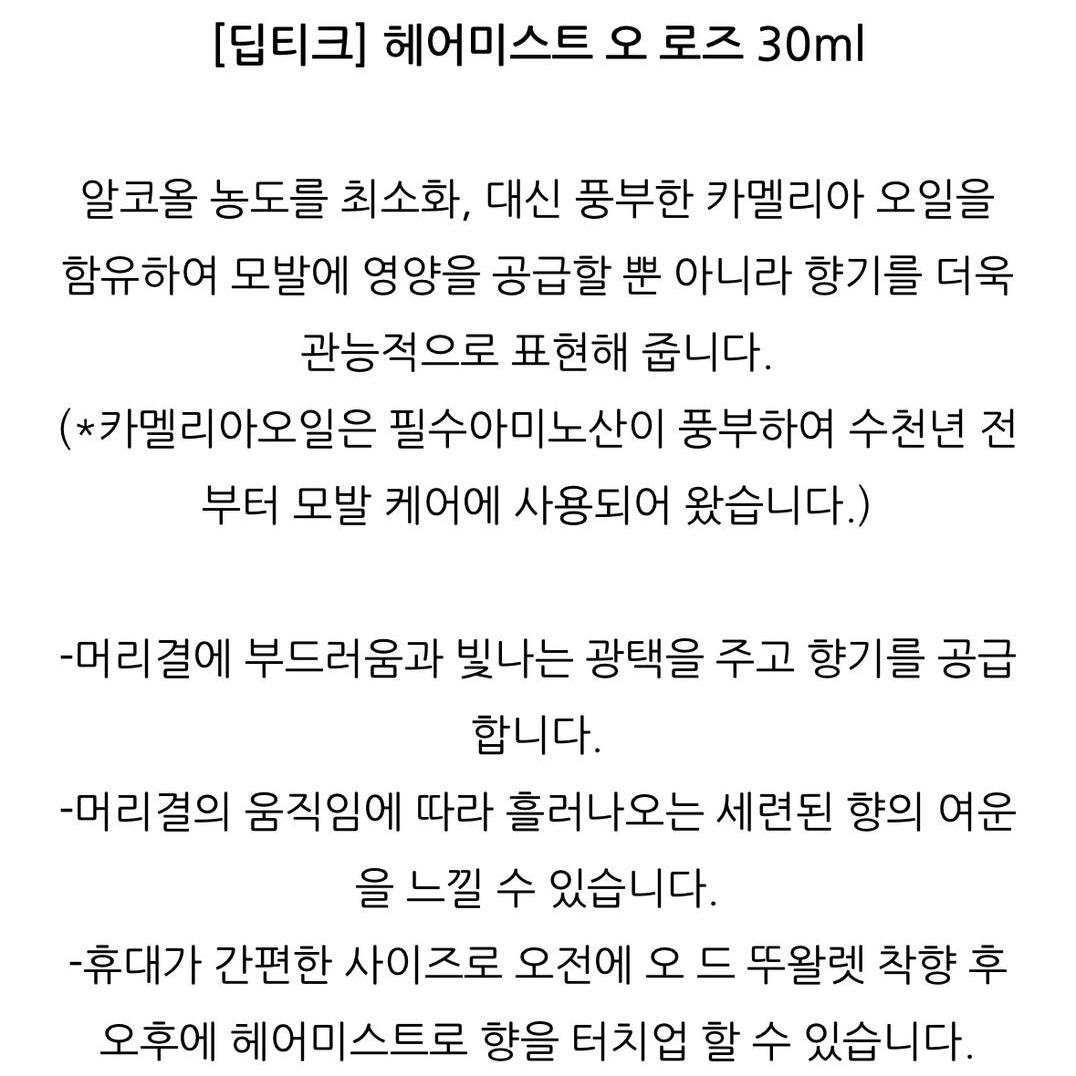 [딥티크] 헤어미스트 오 로즈 30ml
알코올 농도를 최소화, 대신 풍부한 카멜리아 오일을
함유하여 모발에 영양을 공급할 뿐 아니라 향기를 더욱
관능적으로 표현해 줍니다.
(*카멜리아오일은 필수아미노산이 풍부하여 수천년 전
부터 모발 케어에 사용되어 왔습니다.)
-머리결에 부드러움과 빛나는 광택을 주고 향기를 공급
합니다.
-머리결의 움직임에 따라 흘러나오는 세련된 향의 여운
을 느낄 수 있습니다.
-휴대가 간편한 사이즈로 오전에 오 드 뚜왈렛 착향 후
오후에 헤어미스트로 향을 터치업 할 수 있습니다.